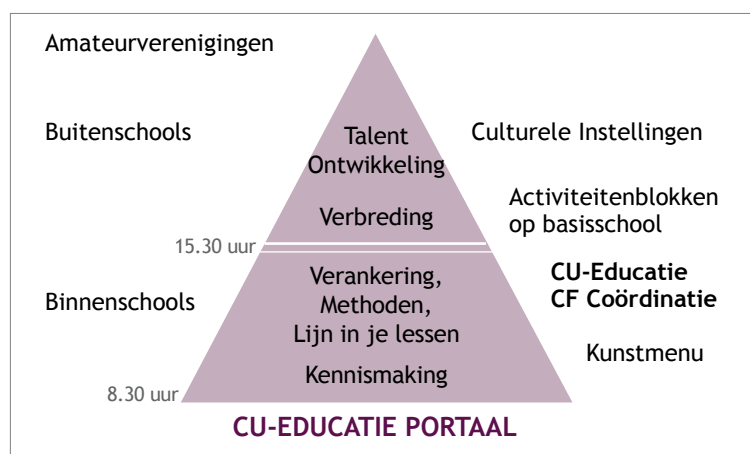 Amateurverenigingen
Buitenschools
Talent
Ontwikkeling
Culturele Instellingen
Verbreding
Activiteitenblokken
op basisschool
15.30 uur
Binnenschools
Verankering,
Methoden,
Lijn in je lessen
CU-Educatie
CF Coördinatie
Kennismaking
Kunstmenu
8.30 uur
CU-EDUCATIE PORTAAL